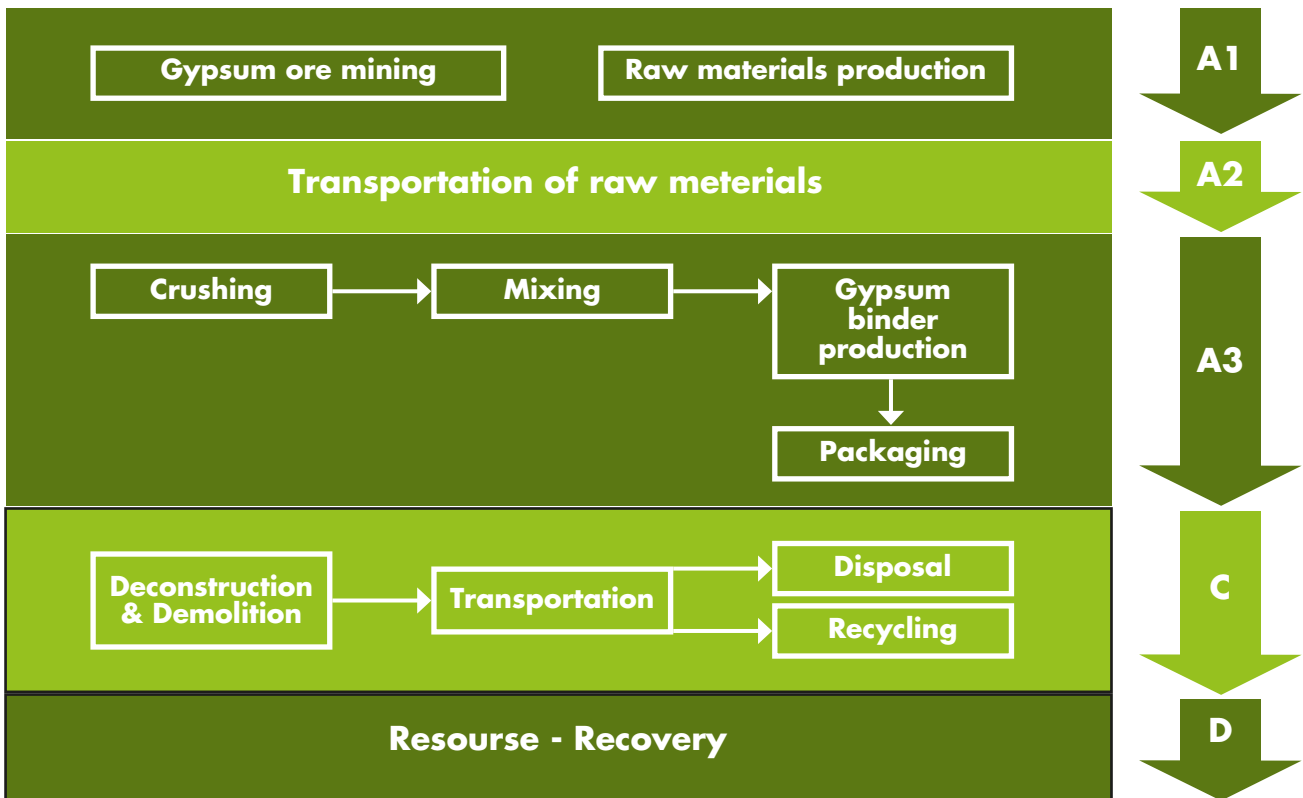 Gypsum ore mining
Raw materials production
A1
Transportation of raw meterials
A2
Crushing
Mixing
Gypsum
binder
production
Packaging
A3
Deconstruction
& Demolition
Transportation
Disposal
Recycling
C
Resourse - Recovery
D